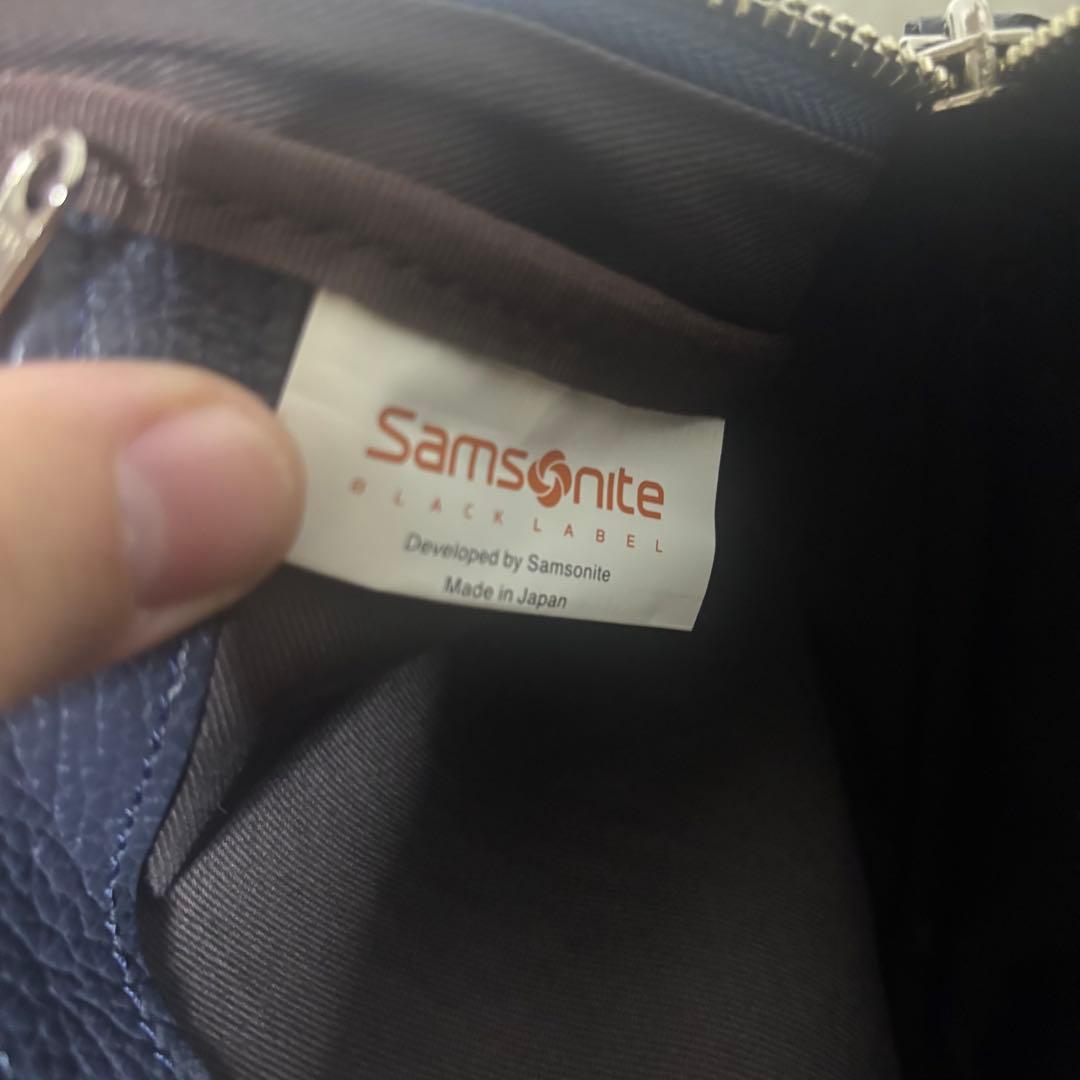 Samsonite
BLACK LABEL
Developed by Samsonite
Made in Japan